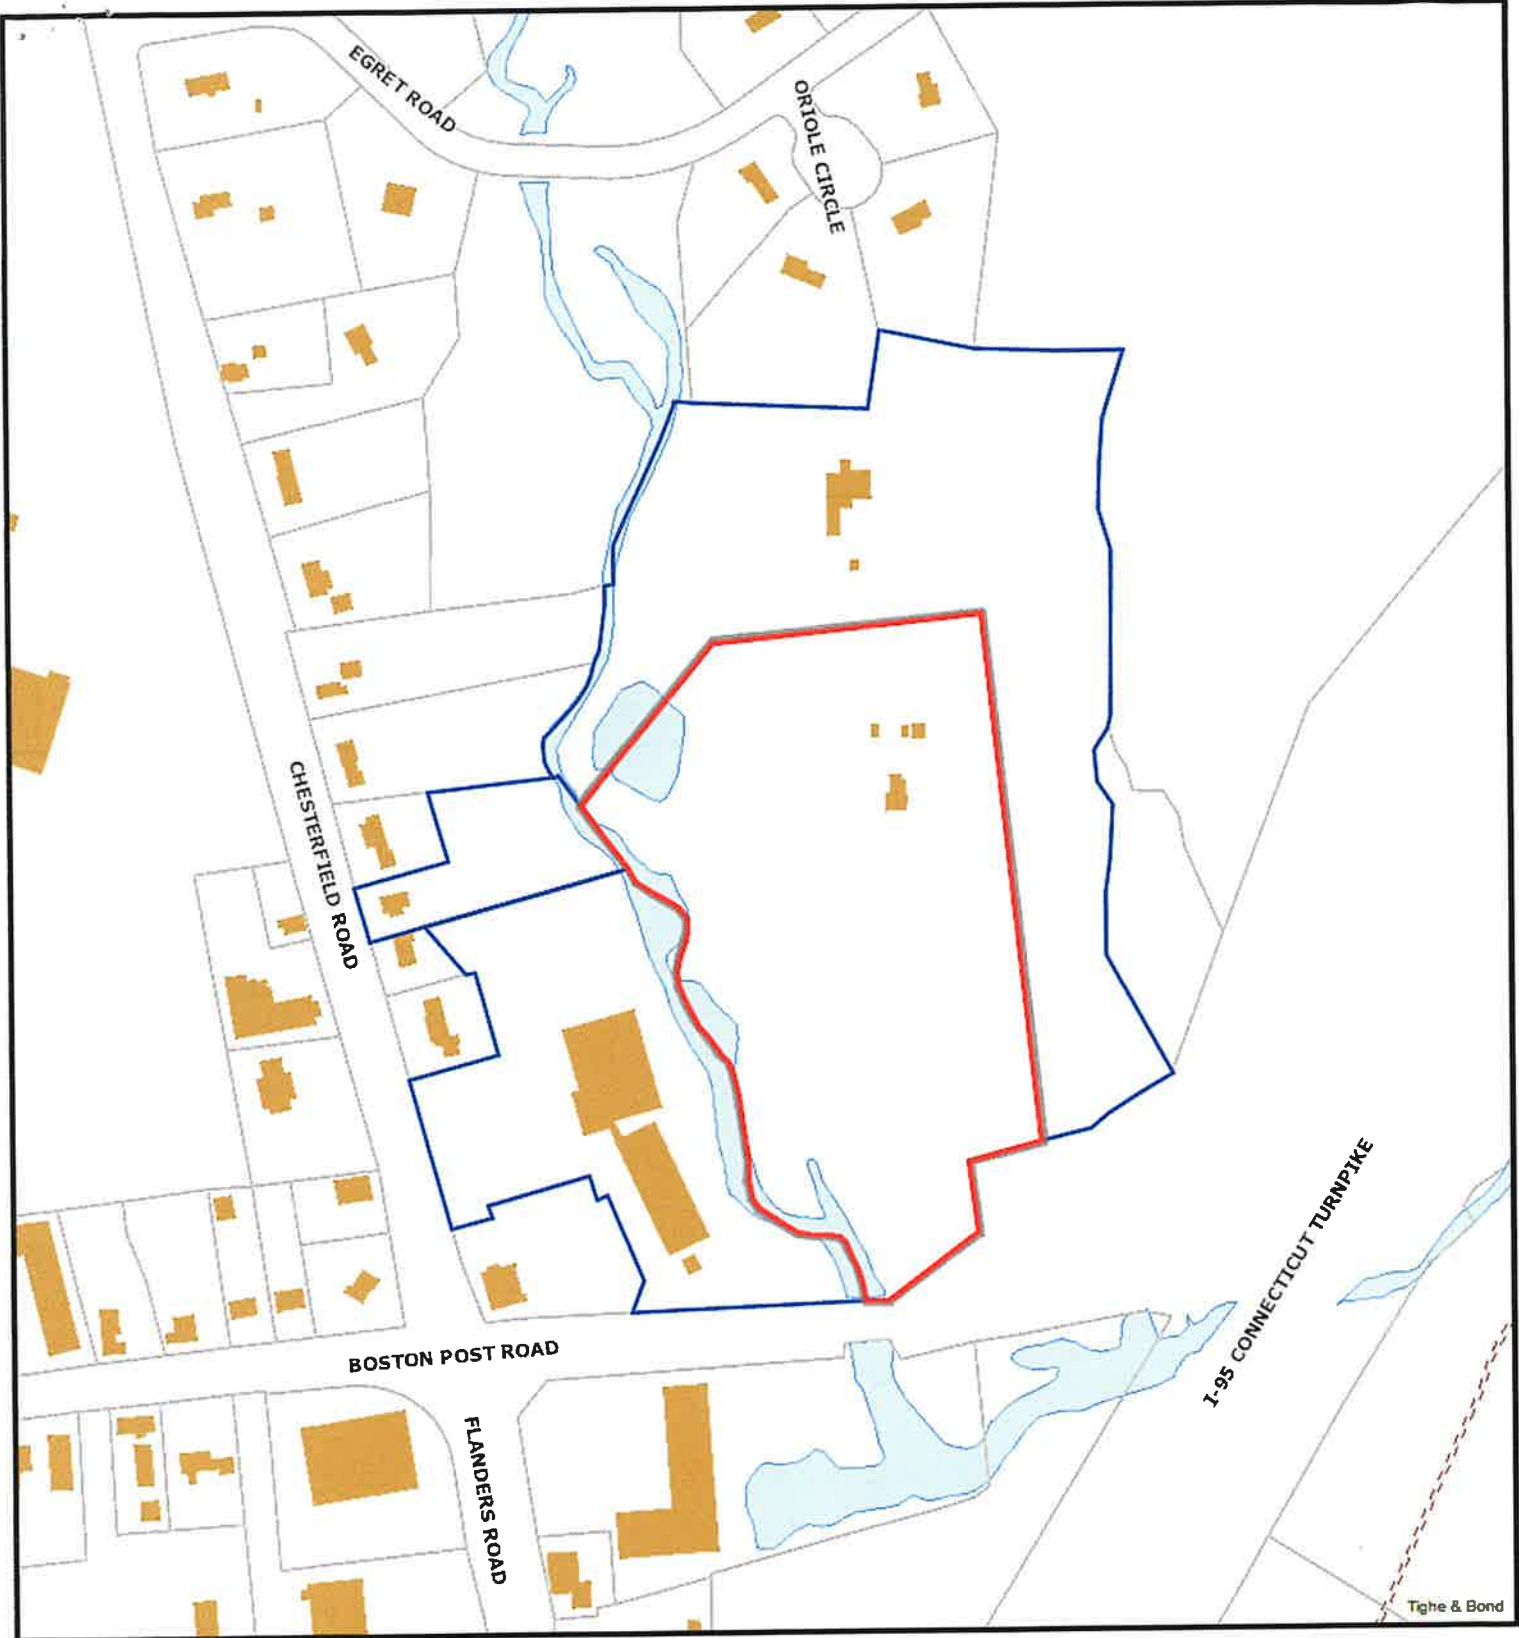 EGRET ROAD
ORIOLE CIRCLE
CHESTERFIELD ROAD
I-95 CONNECTICUT TURNPIKE
BOSTON POST ROAD
FLANDERS ROAD
Tighe & Bond